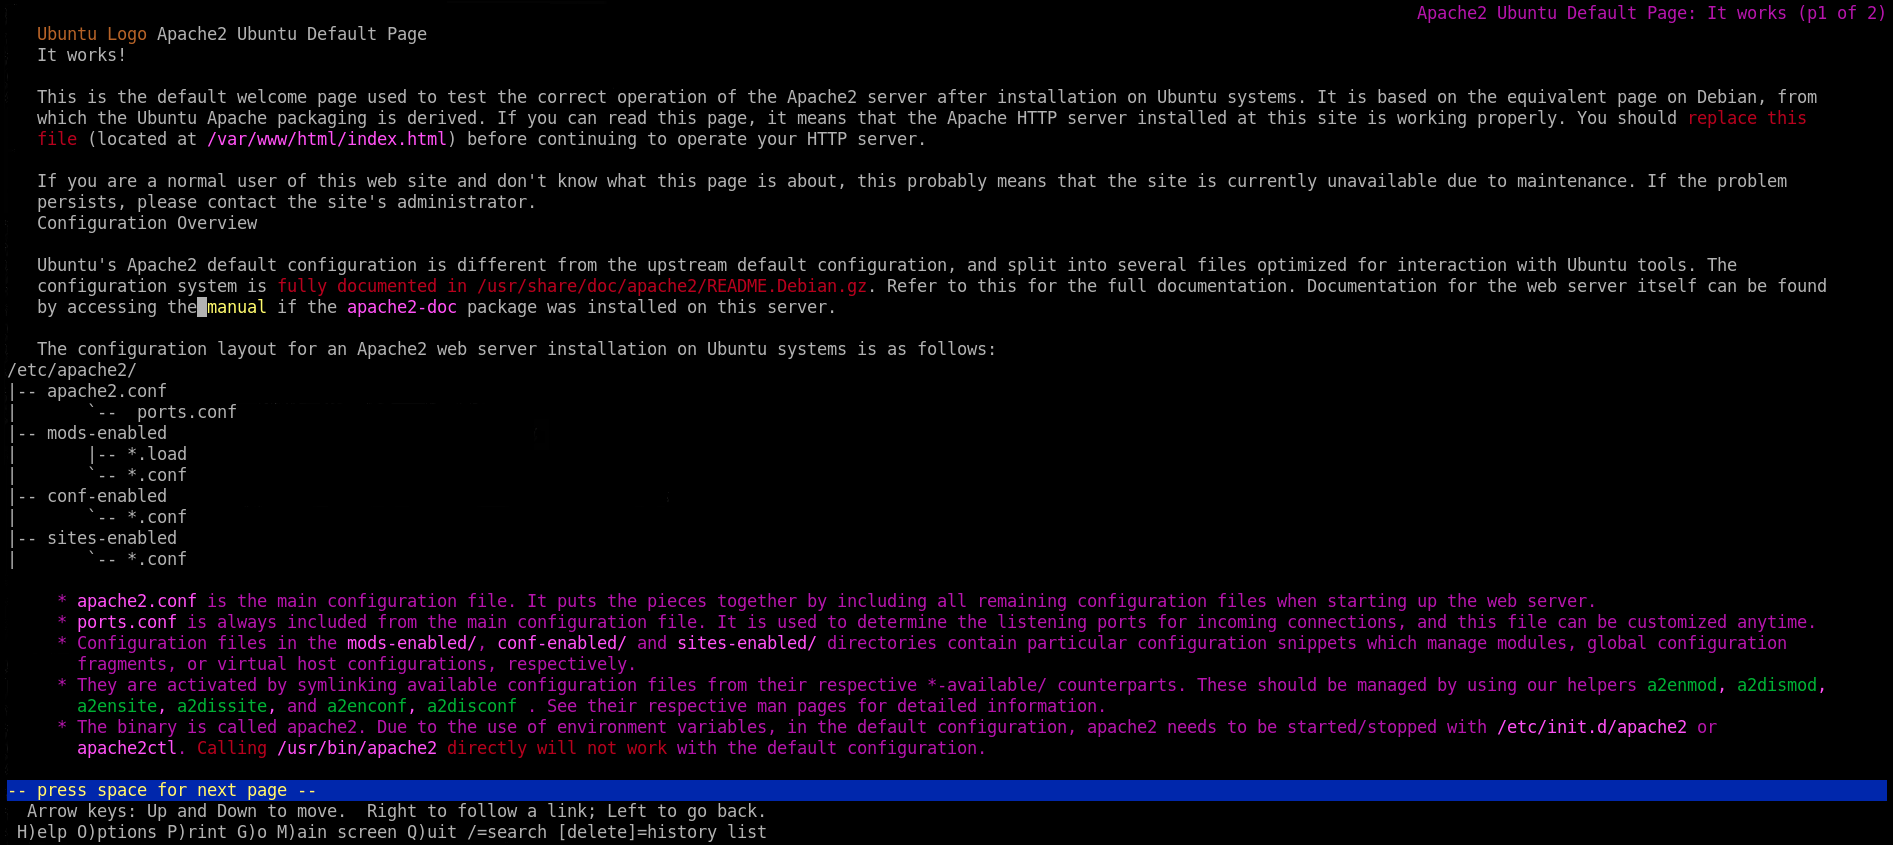 Apache2 Ubuntu Default Page: It works (p1 of 2)
Ubuntu Logo Apache2 Ubuntu Default Page
It works!
This is the default welcome page used to test the correct operation of the Apache2 server after installation on Ubuntu systems. It is based on the equivalent page on Debian, from
which the Ubuntu Apache packaging is derived. If you can read this page, it means that the Apache HTTP server installed at this site is working properly. You should replace this
file (located at /var/www/html/index.html) before continuing to operate your HTTP server.
If you are a normal user of this web site and don't know what this page is about, this probably means that the site is currently unavailable due to maintenance. If the problem
persists, please contact the site's administrator.
Configuration Overview
Ubuntu's Apache2 default configuration is different from the upstream default configuration, and split into several files optimized for interaction with Ubuntu tools. The
configuration system is fully documented in /usr/share/doc/apache2/README.Debian.gz. Refer to this for the full documentation. Documentation for the web server itself can be found
by accessing the manual if the apache2-doc package was installed on this server.
The configuration layout for an Apache2 web server installation on Ubuntu systems is as follows:
/etc/apache2/
|-- apache2.conf
|       `--  ports.conf
|-- mods-enabled
|       |-- *.load
|       `-- *.conf
|-- conf-enabled
|       `-- *.conf
|-- sites-enabled
|       `-- *.conf
* apache2.conf is the main configuration file. It puts the pieces together by including all remaining configuration files when starting up the web server.
* ports.conf is always included from the main configuration file. It is used to determine the listening ports for incoming connections, and this file can be customized anytime.
* Configuration files in the mods-enabled/, conf-enabled/ and sites-enabled/ directories contain particular configuration snippets which manage modules, global configuration
fragments, or virtual host configurations, respectively.
* They are activated by symlinking available configuration files from their respective *-available/ counterparts. These should be managed by using our helpers a2enmod, a2dismod,
a2ensite, a2dissite, and a2enconf, a2disconf . See their respective man pages for detailed information.
* The binary is called apache2. Due to the use of environment variables, in the default configuration, apache2 needs to be started/stopped with /etc/init.d/apache2 or
apache2ctl. Calling /usr/bin/apache2 directly will not work with the default configuration.
-- press space for next page --
Arrow keys: Up and Down to move.  Right to follow a link; Left to go back.
H)elp O)ptions P)rint G)o M)ain screen Q)uit /=search [delete]=history list